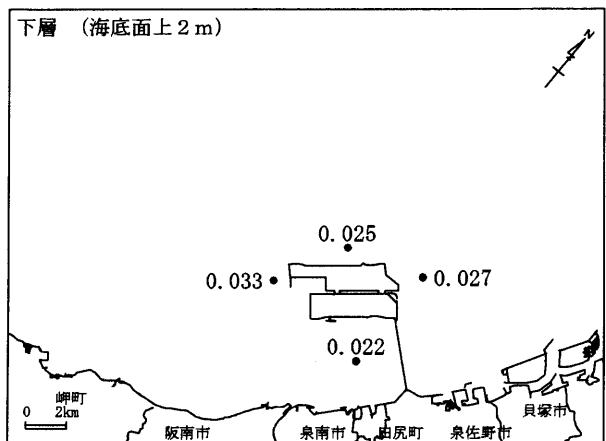 下層 （海底面上2m）
N
0.025
0.033
0.027
0.022
岬町
0 2km
阪南市
泉南市
田尻町
泉佐野市
貝塚市